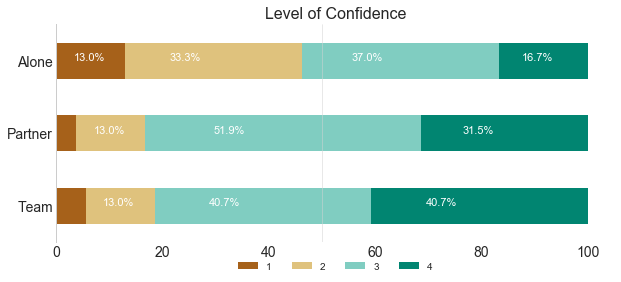 Level of Confidence
Alone 13.0% 33.3% 37.0% 16.7%
Partner 13.0% 51.9% 31.5%
Team 13.0% 40.7% 40.7%
0 20 40 60 80 100
1 2 3 4